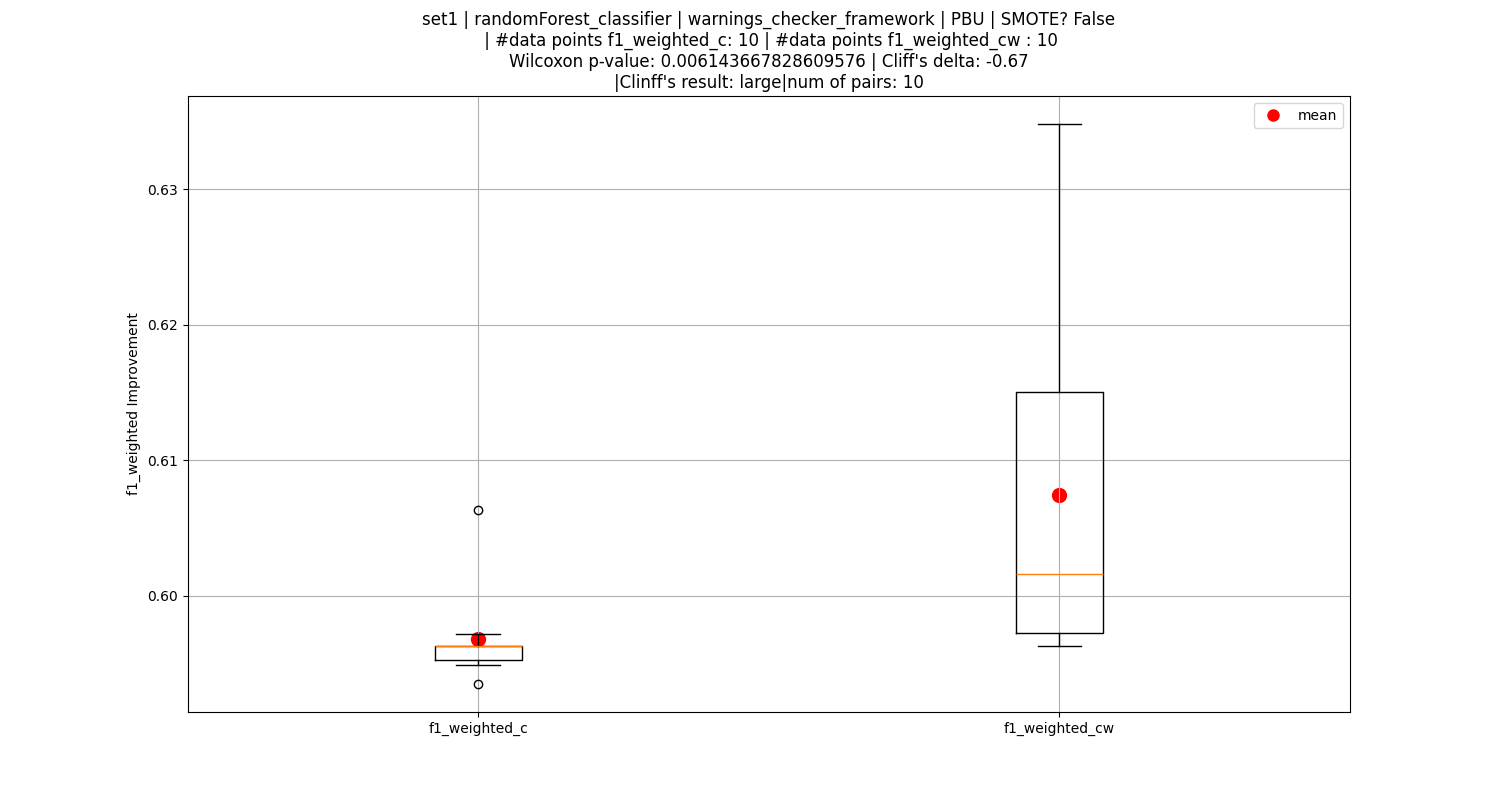 set1 | randomForest_classifier | warnings_checker_framework | PBU | SMOTE? False
| #data points f1_weighted_c: 10 | #data points f1_weighted_cw : 10
Wilcoxon p-value: 0.006143667828609576 | Cliff's delta: -0.67
|Clinff's result: large|num of pairs: 10
mean
f1_weighted Improvement
0.63
0.62
0.61
0.60
f1_weighted_c
f1_weighted_cw